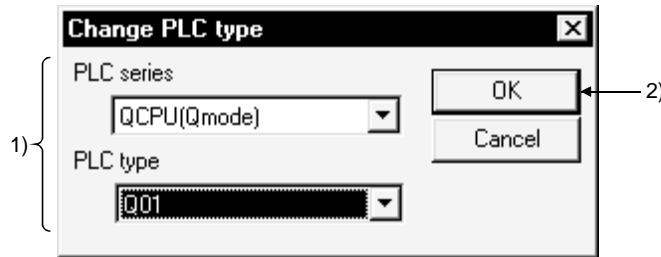 Change PLC type
PLC series
OK
2)
QCPU(Qmode)
1)
Cancel
PLC type
Q01